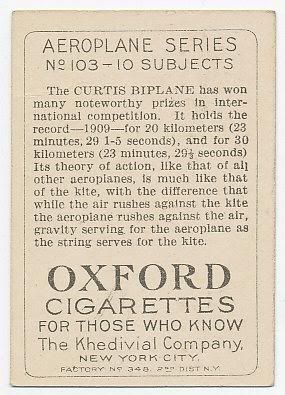 AEROPLANE SERIES
Nº 103-10 SUBJECTS
The CURTIS BIPLANE has won
many noteworthy prizes in inter-
national competition. It holds the
record—1909—for 20 kilometers (23
minutes, 29 1-5 seconds), and for 30
kilometers (23 minutes, 29⅕ seconds)
Its theory of action, like that of all
other aeroplanes, is much like that
of the kite, with the difference that
while the air rushes against the kite
the aeroplane rushes against the air,
gravity serving for the aeroplane as
the string serves for the kite.
OXFORD
CIGARETTES
FOR THOSE WHO KNOW
The Khedivial Company,
NEW YORK CITY.
FACTORY Nº 348. 2ND DIST N.Y.